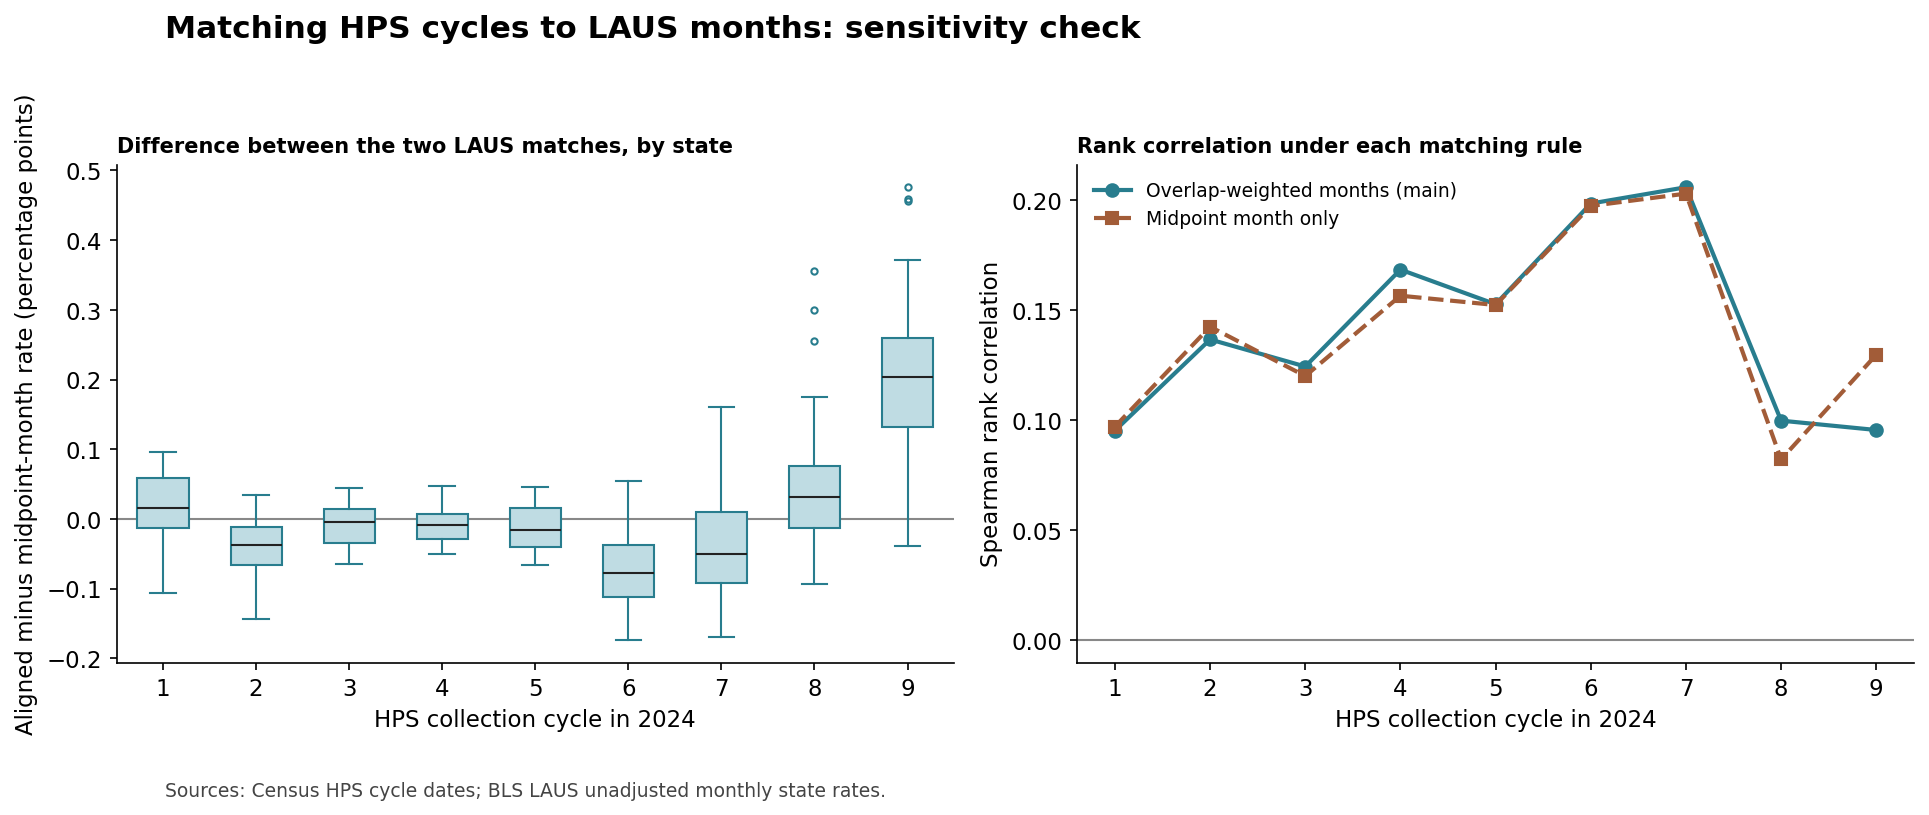 Matching HPS cycles to LAUS months: sensitivity check
Difference between the two LAUS matches, by state
Aligned minus midpoint-month rate (percentage points)
0.5
0.4
0.3
0.2
0.1
0.0
−0.1
−0.2
1 2 3 4 5 6 7 8 9
HPS collection cycle in 2024
Rank correlation under each matching rule
Overlap-weighted months (main)
Midpoint month only
Spearman rank correlation
0.20
0.15
0.10
0.05
0.00
1 2 3 4 5 6 7 8 9
HPS collection cycle in 2024
Sources: Census HPS cycle dates; BLS LAUS unadjusted monthly state rates.